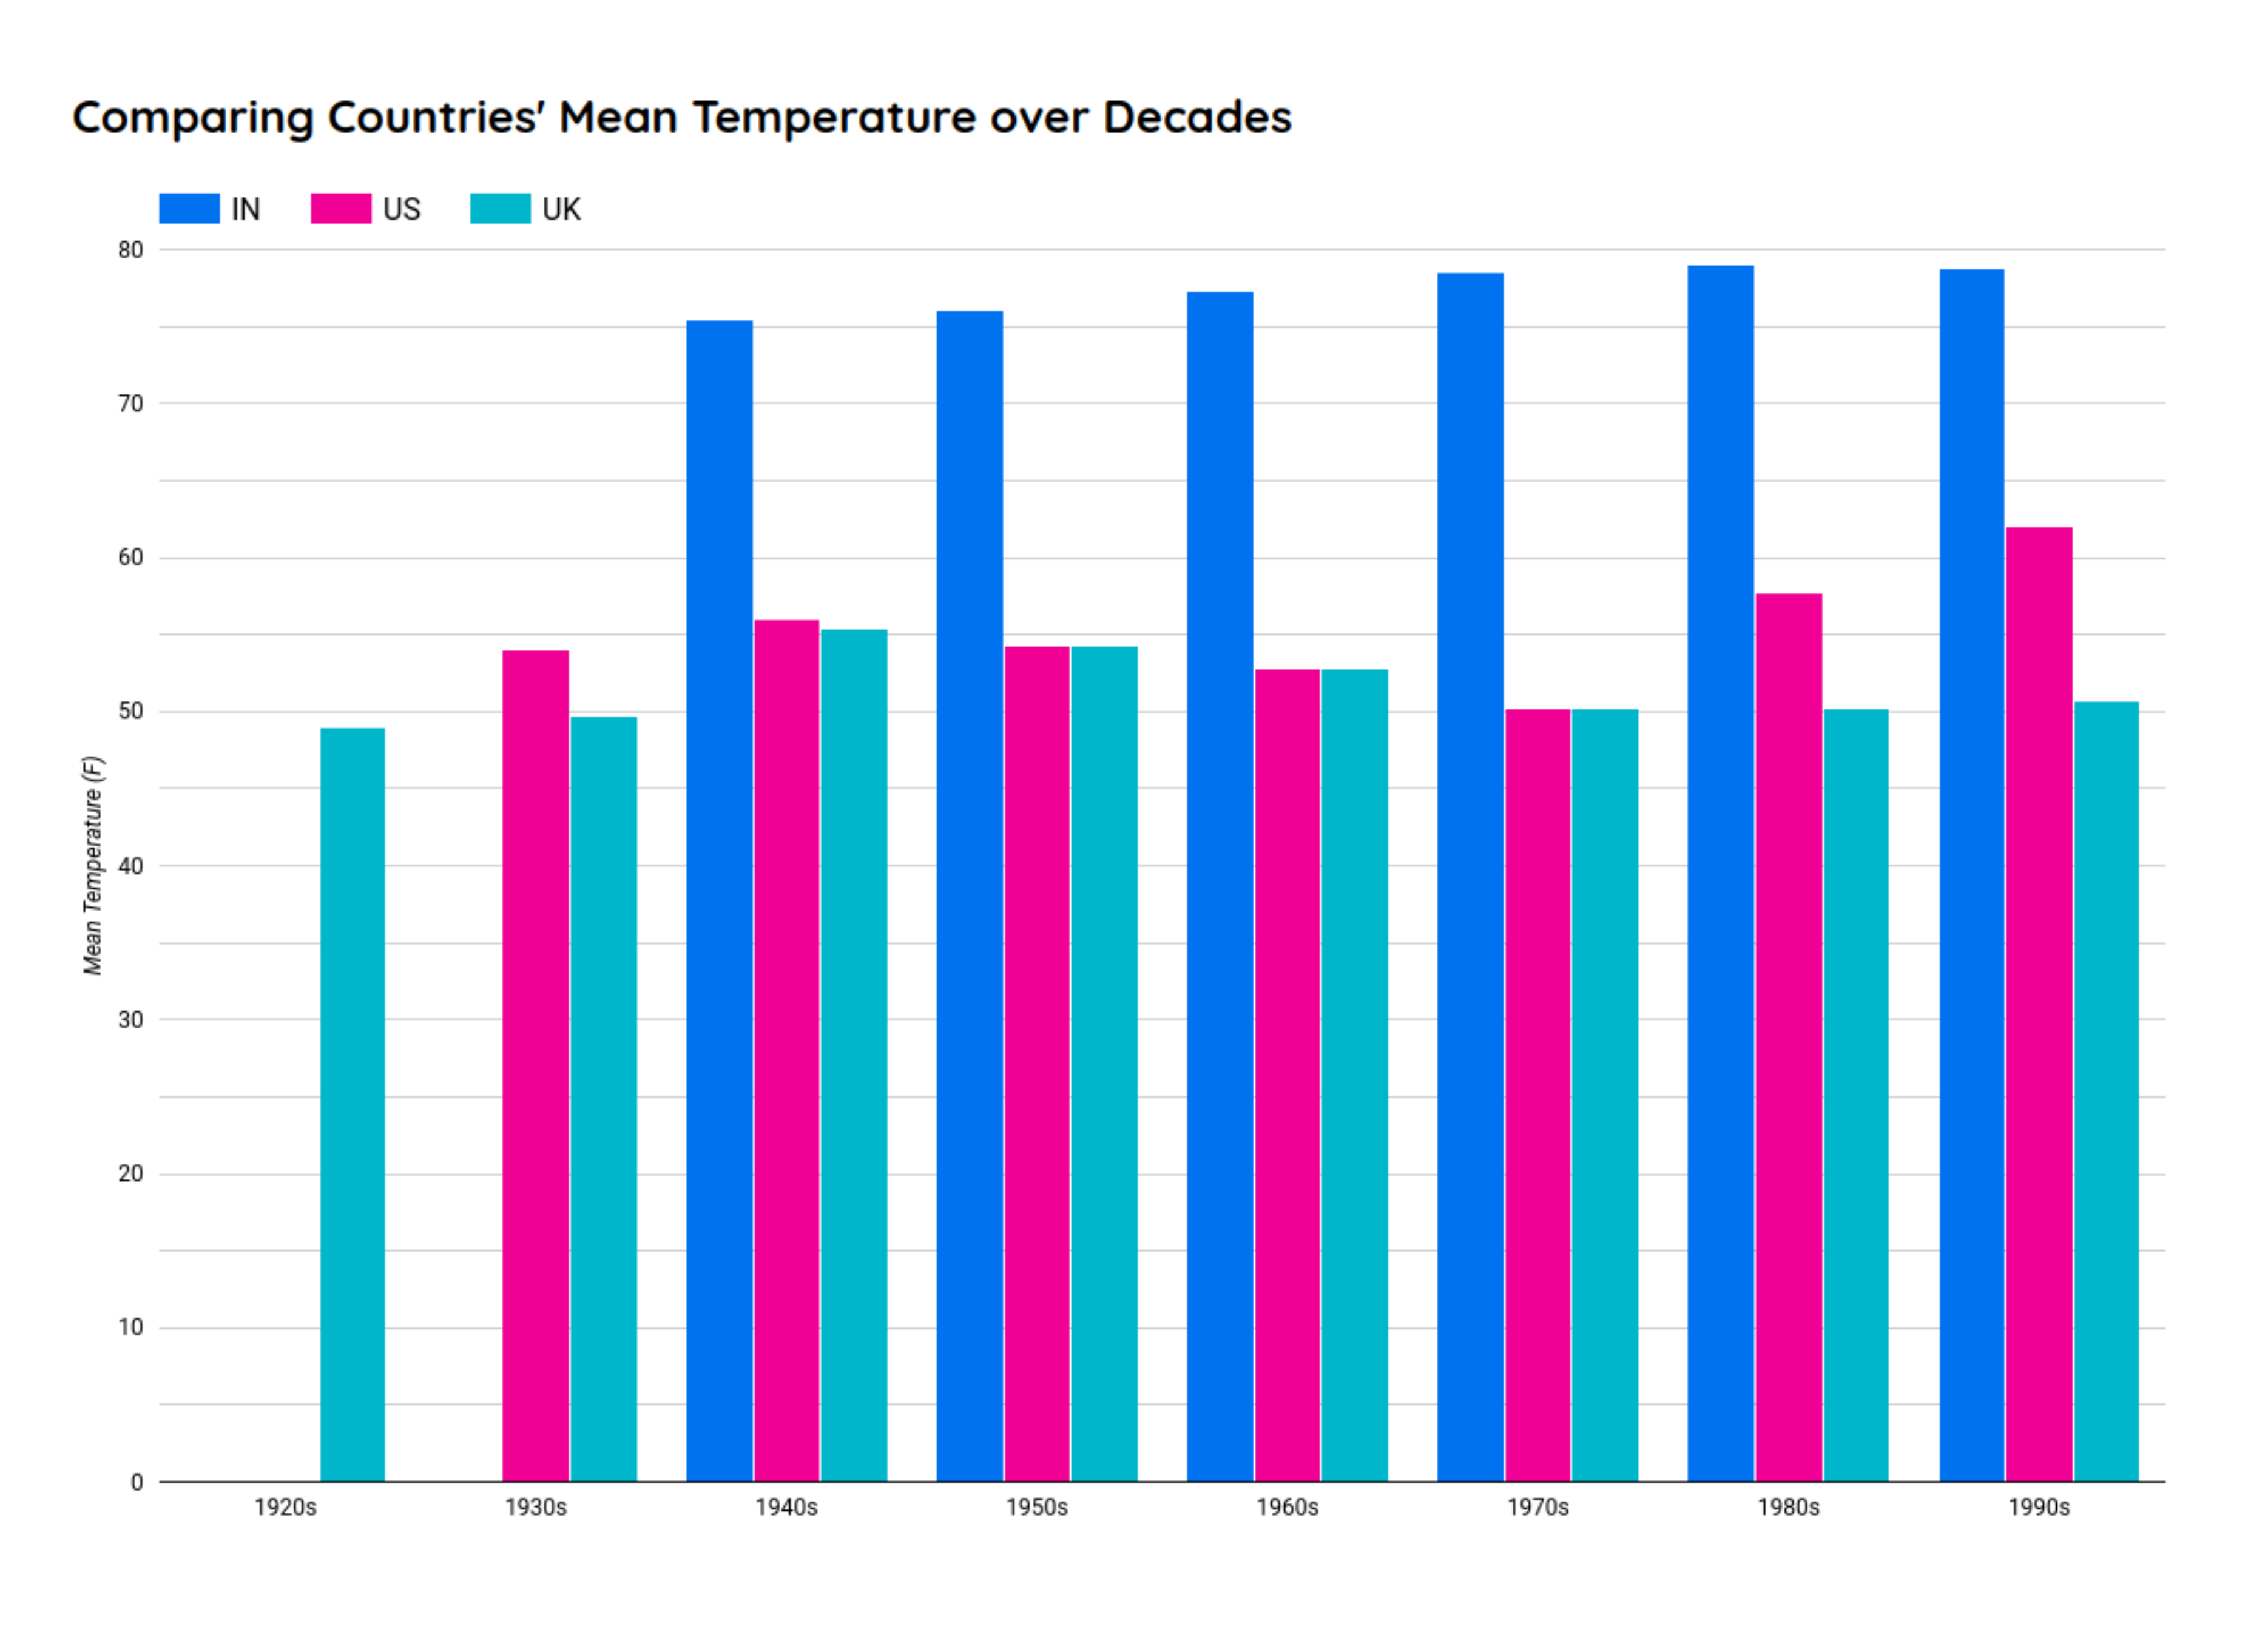 Comparing Countries' Mean Temperature over Decades
IN US UK
80
70
60
50
40
30
20
10
0
Mean Temperature (F)
1920s 1930s 1940s 1950s 1960s 1970s 1980s 1990s